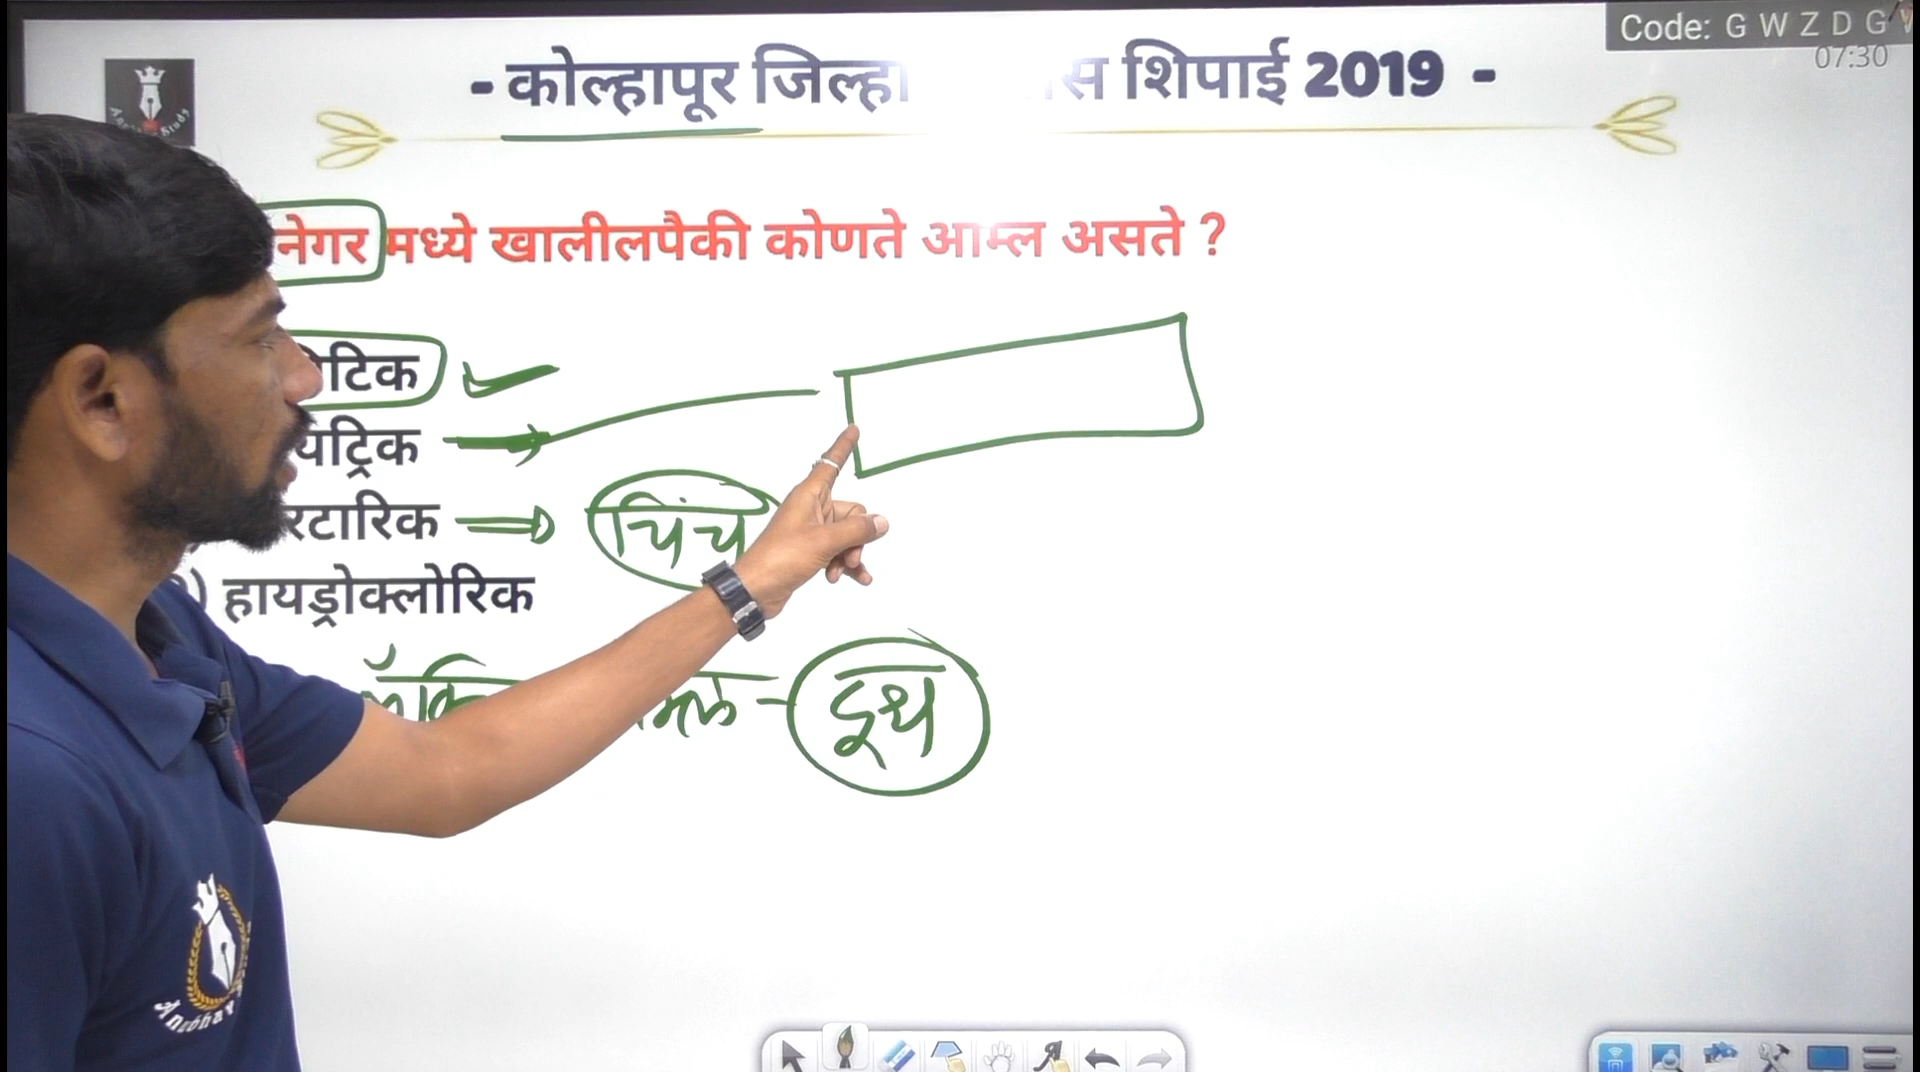 Code: G W Z D G
07:30
- कोल्हापूर जिल्हा शिपाई 2019 -
नेगर मध्ये खालीलपैकी कोणते आम्ल असते ?
टिक
यट्रिक
रटारिक
चिंच
) हायड्रोक्लोरिक
दूध